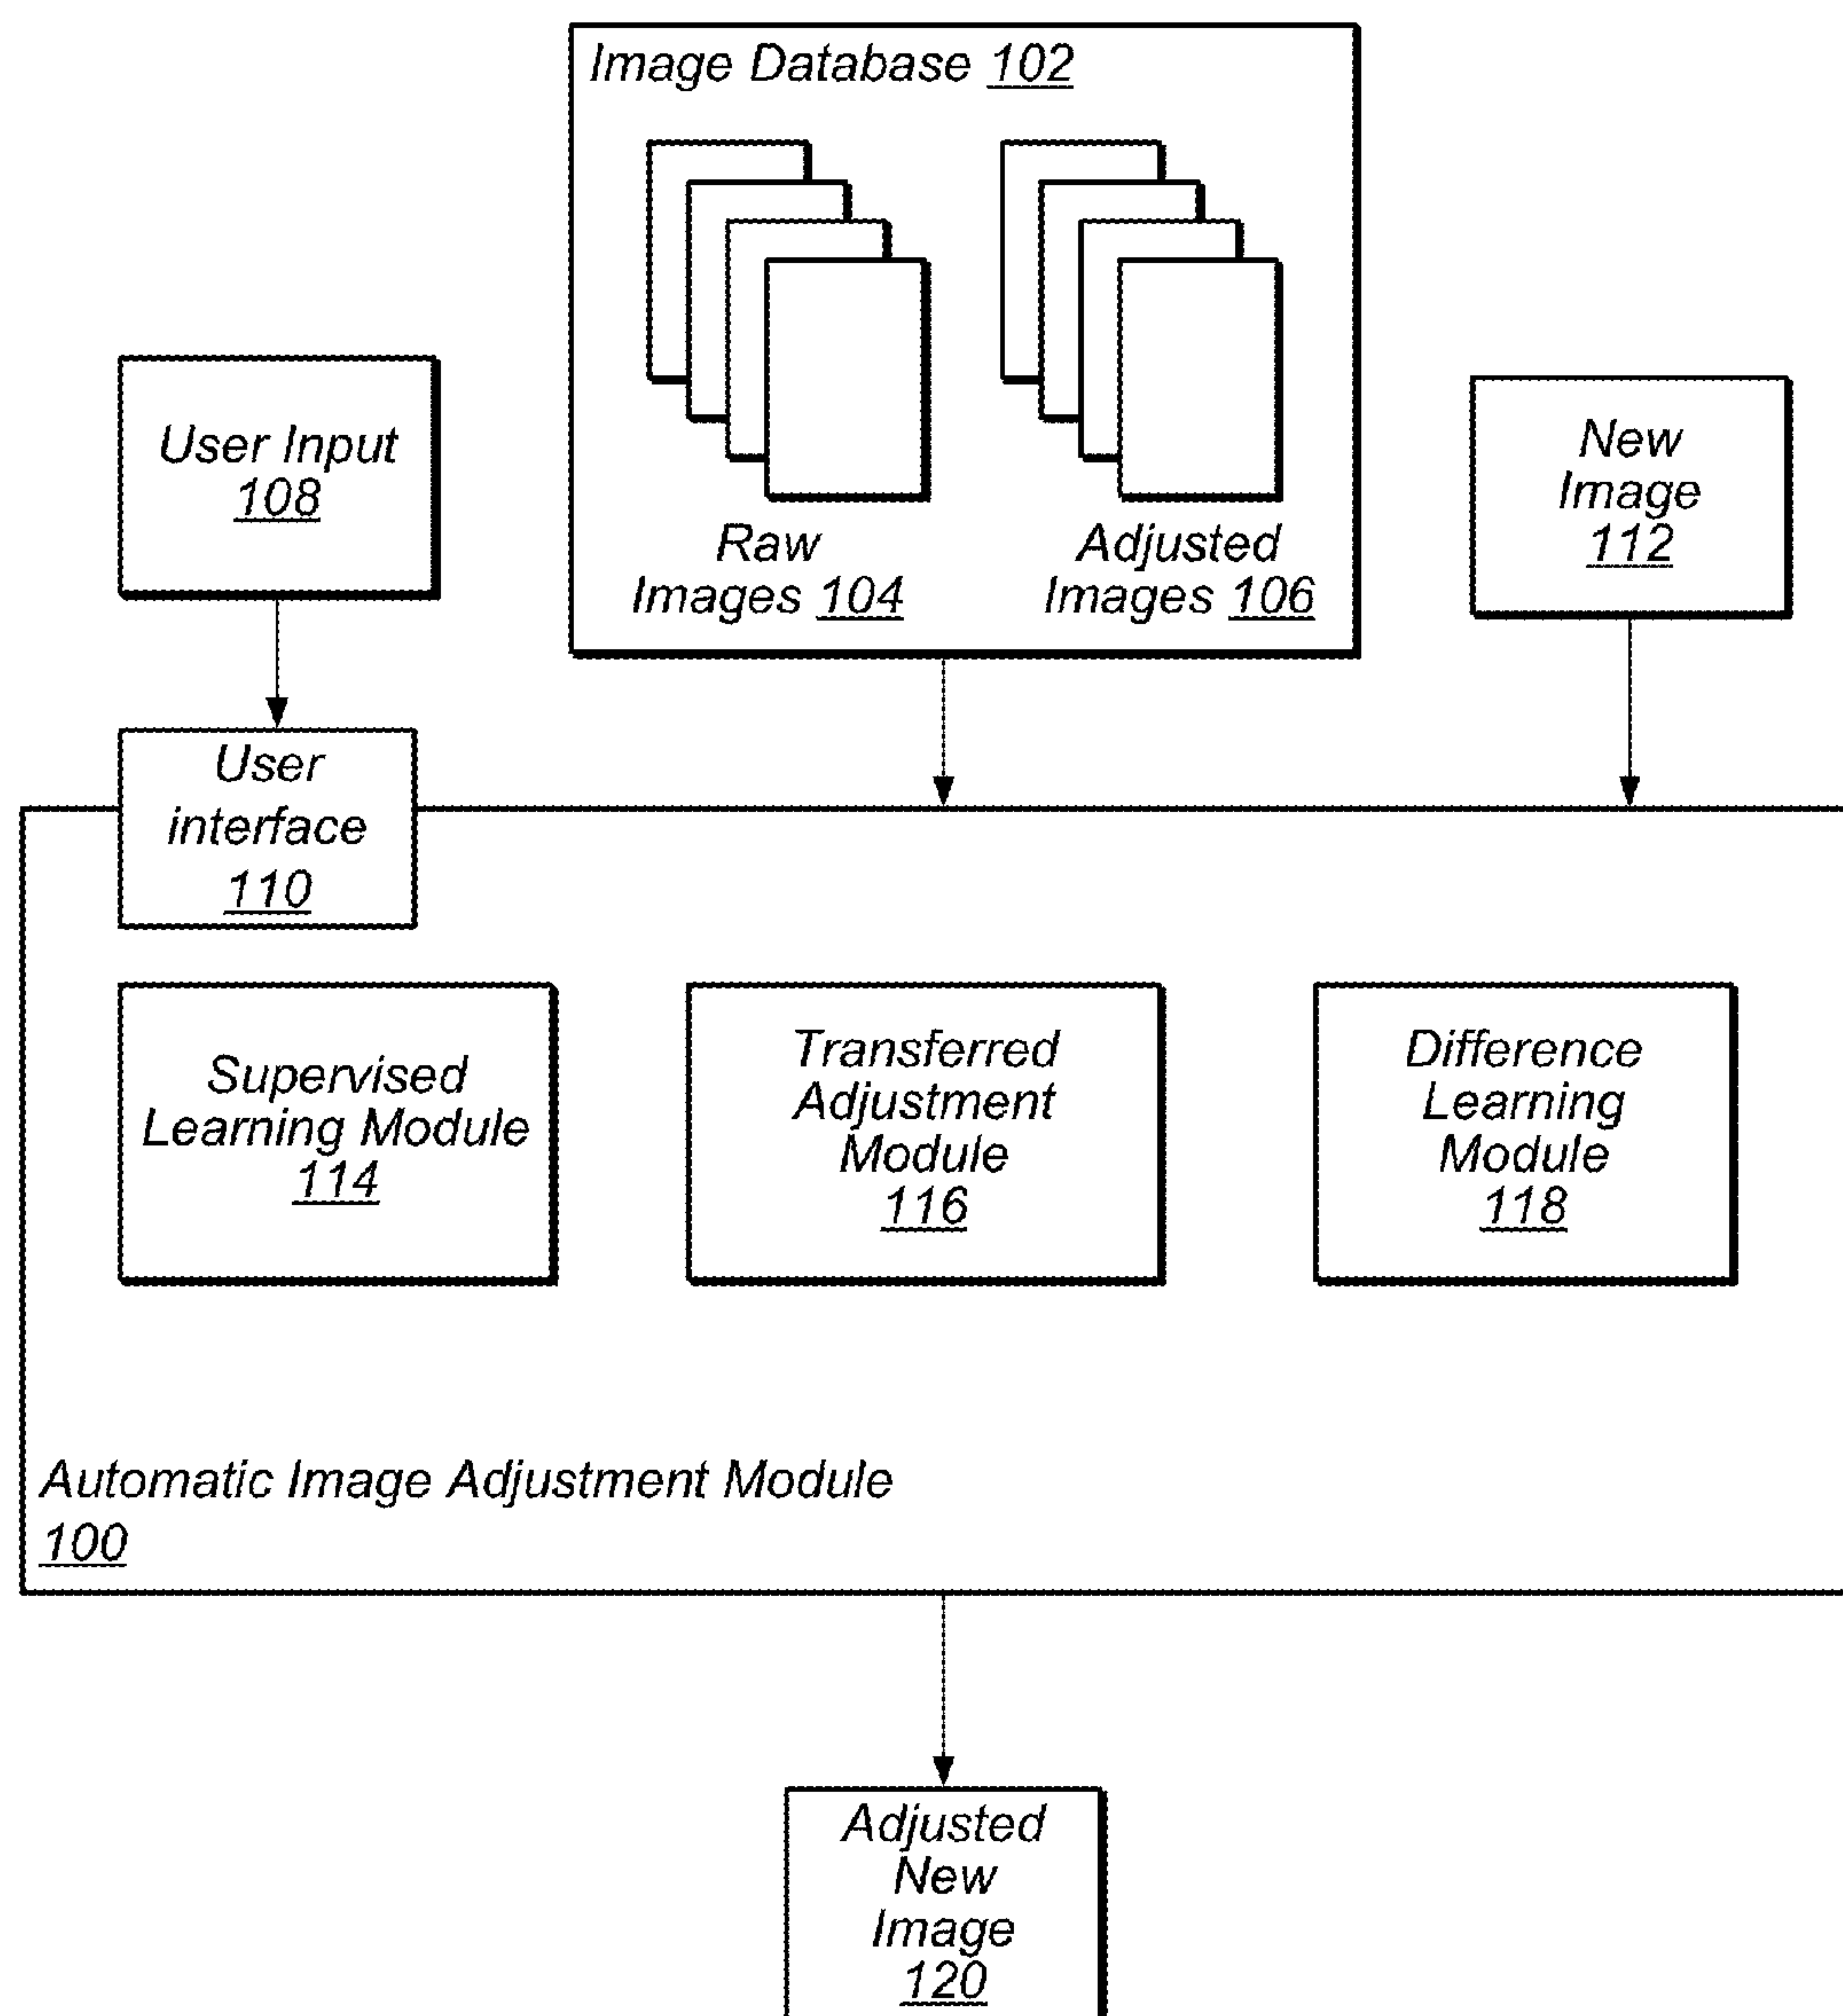 Image Database 102
Raw
Images 104
Adjusted
Images 106
User Input
108
New
Image
112
User
interface
110
Supervised
Learning Module
114
Transferred
Adjustment
Module
116
Difference
Learning
Module
118
Automatic Image Adjustment Module
100
Adjusted
New
Image
120